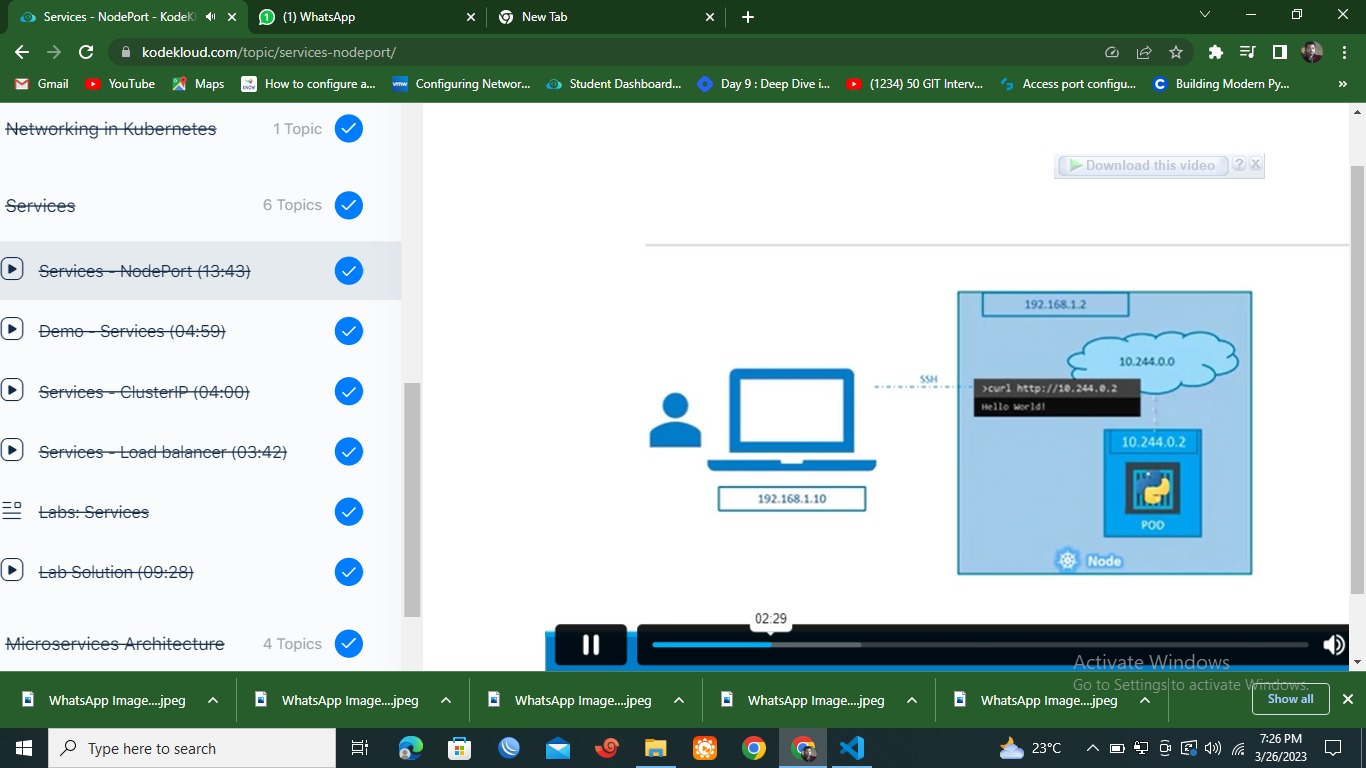 Services - NodePort - KodeKl
(1) WhatsApp
New Tab
kodekloud.com/topic/services-nodeport/
Gmail
YouTube
Maps
How to configure a...
Configuring Networ...
Student Dashboard...
Day 9 : Deep Dive i...
(1234) 50 GIT Interv...
Access port configu...
Building Modern Py...
»
Networking in Kubernetes
1 Topic
Services
6 Topics
Services - NodePort (13:43)
Demo - Services (04:59)
Services - ClusterIP (04:00)
Services - Load balancer (03:42)
Labs: Services
Lab Solution (09:28)
Microservices Architecture
4 Topics
Download this video
?
X
192.168.1.2
10.244.0.0
SSH
>curl http://10.244.0.2
Hello World!
10.244.0.2
POD
Node
192.168.1.10
02:29
Activate Windows
Go to Settings to activate Windows.
WhatsApp Image....jpeg
WhatsApp Image....jpeg
WhatsApp Image....jpeg
WhatsApp Image....jpeg
WhatsApp Image....jpeg
Show all
Type here to search
23°C
7:26 PM
3/26/2023